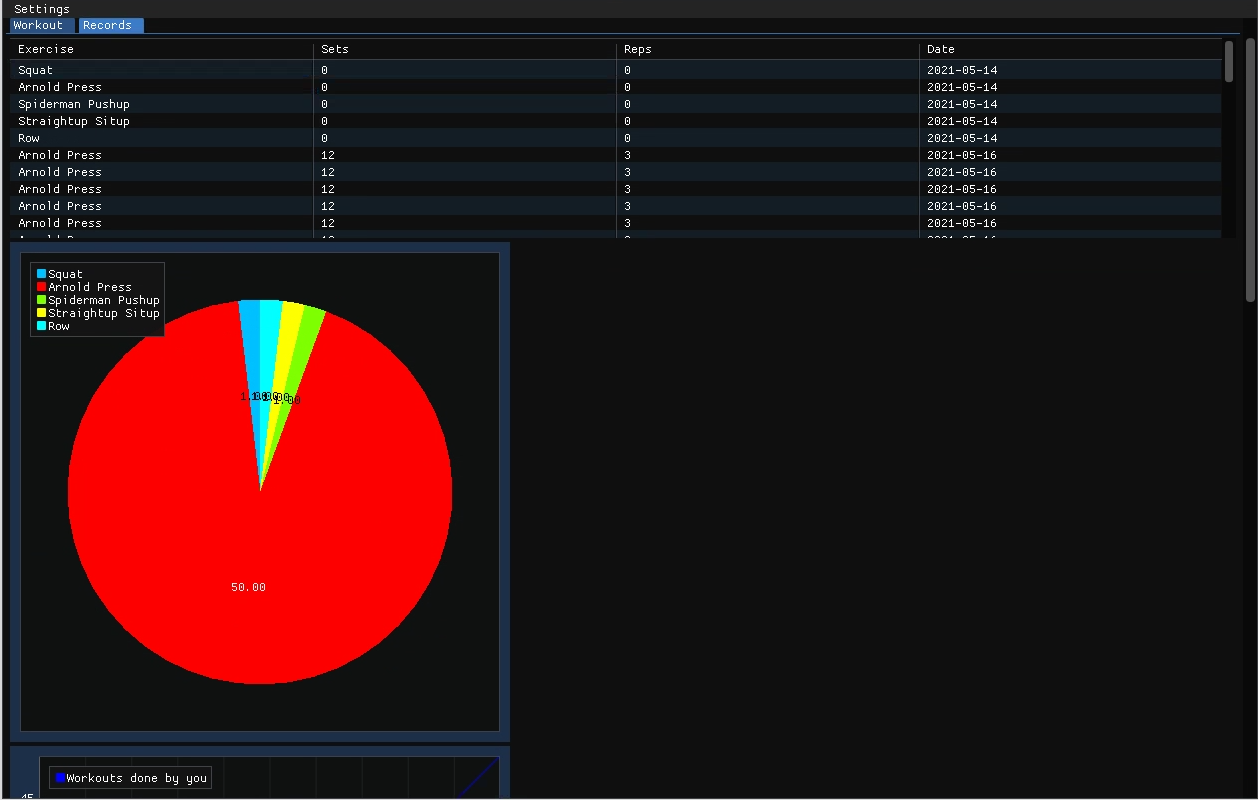 Settings
Workout Records
Exercise Sets Reps Date
Squat 0 0 2021-05-14
Arnold Press 0 0 2021-05-14
Spiderman Pushup 0 0 2021-05-14
Straightup Situp 0 0 2021-05-14
Row 0 0 2021-05-14
Arnold Press 12 3 2021-05-16
Arnold Press 12 3 2021-05-16
Arnold Press 12 3 2021-05-16
Arnold Press 12 3 2021-05-16
Arnold Press 12 3 2021-05-16
Squat
Arnold Press
Spiderman Pushup
Straightup Situp
Row
1.00
50.00
Workouts done by you